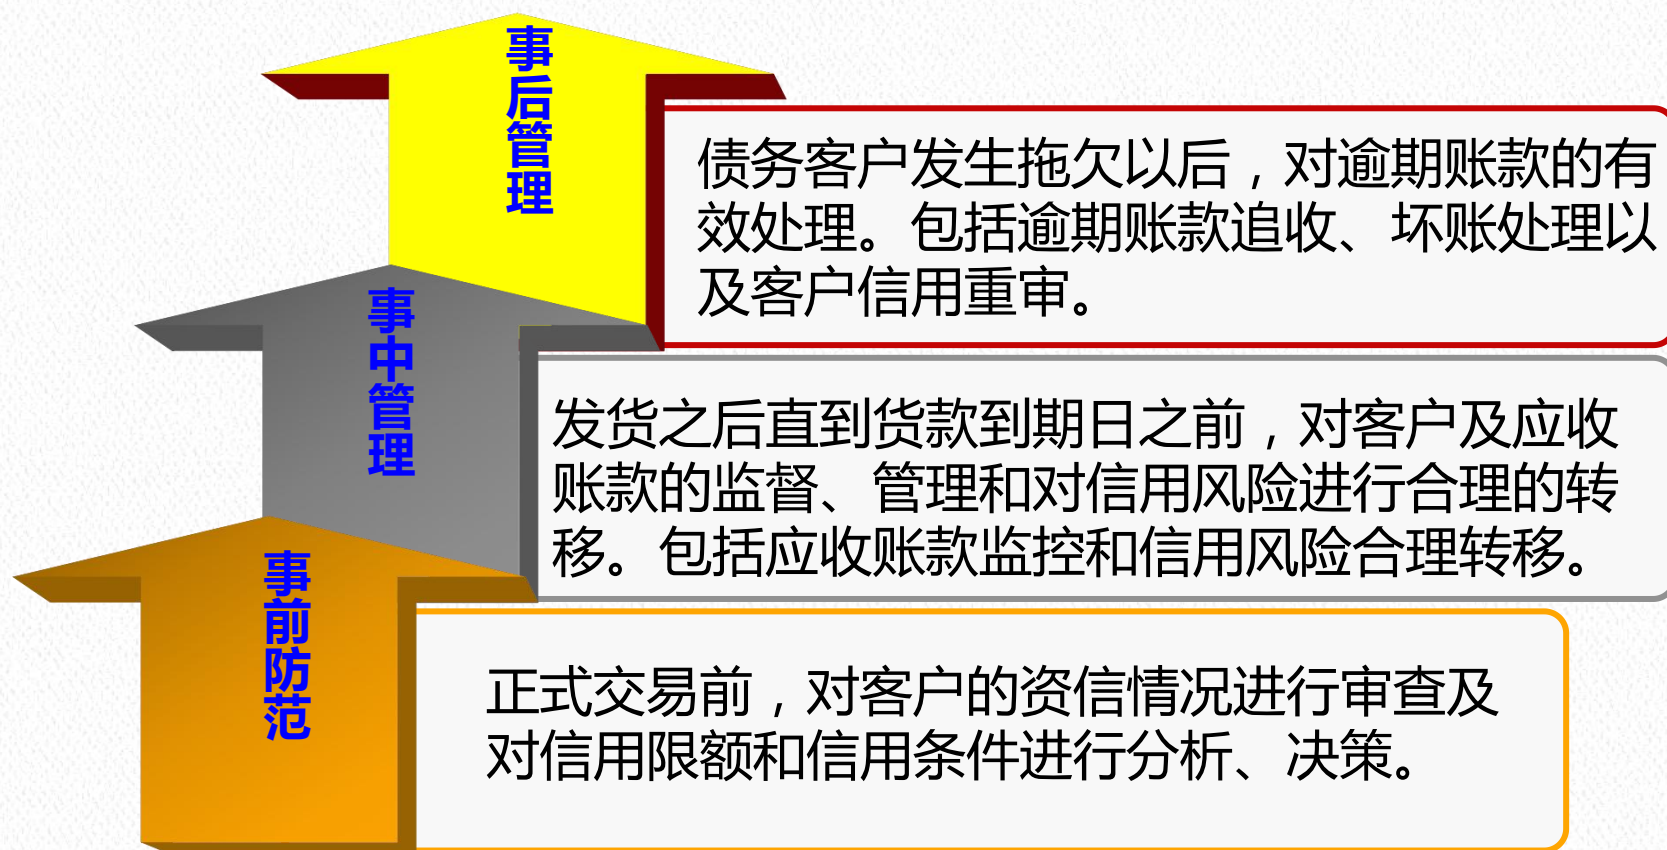 事后管理
债务客户发生拖欠以后，对逾期账款的有
效处理。包括逾期账款追收、坏账处理以
及客户信用重审。
事中管理
发货之后直到货款到期日之前，对客户及应收
账款的监督、管理和对信用风险进行合理的转
移。包括应收账款监控和信用风险合理转移。
事前防范
正式交易前，对客户的资信情况进行审查及
对信用限额和信用条件进行分析、决策。